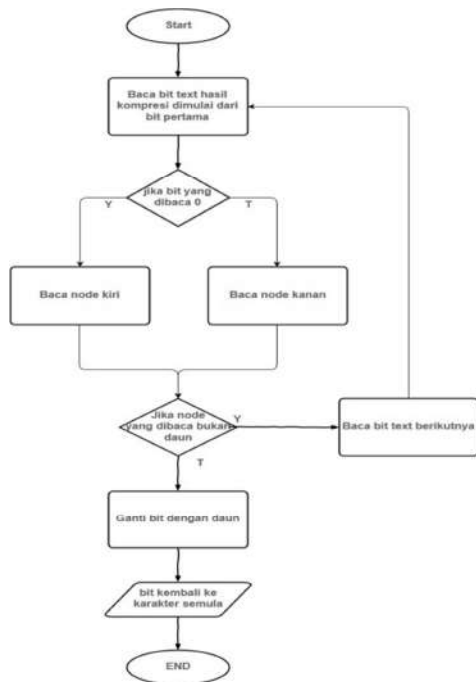 Start
Baca bit text hasil
kompresi dimulai dari
bit pertama
jika bit yang
dibaca 0
Y
T
Baca node kiri
Baca node kanan
Jika node
yang dibaca bukan
daun
Y
Baca bit text berikutnya
T
Ganti bit dengan daun
bit kembali ke
karakter semula
END